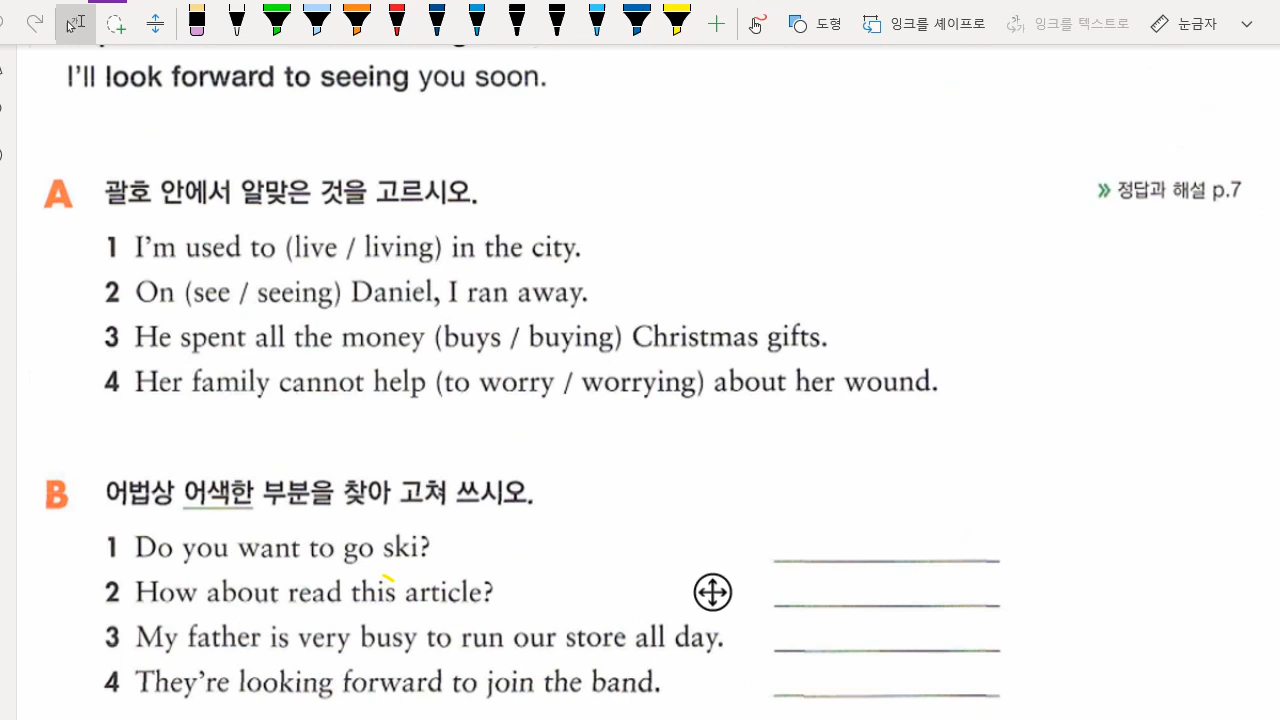 도형
잉크를 셰이프로
잉크를 텍스트로
눈금자
I'll look forward to seeing you soon.
A 괄호 안에서 알맞은 것을 고르시오.
» 정답과 해설 p.7
1 I'm used to (live / living) in the city.
2 On (see / seeing) Daniel, I ran away.
3 He spent all the money (buys / buying) Christmas gifts.
4 Her family cannot help (to worry / worrying) about her wound.
B 어법상 어색한 부분을 찾아 고쳐 쓰시오.
1 Do you want to go ski?
2 How about read this article?
3 My father is very busy to run our store all day.
4 They're looking forward to join the band.